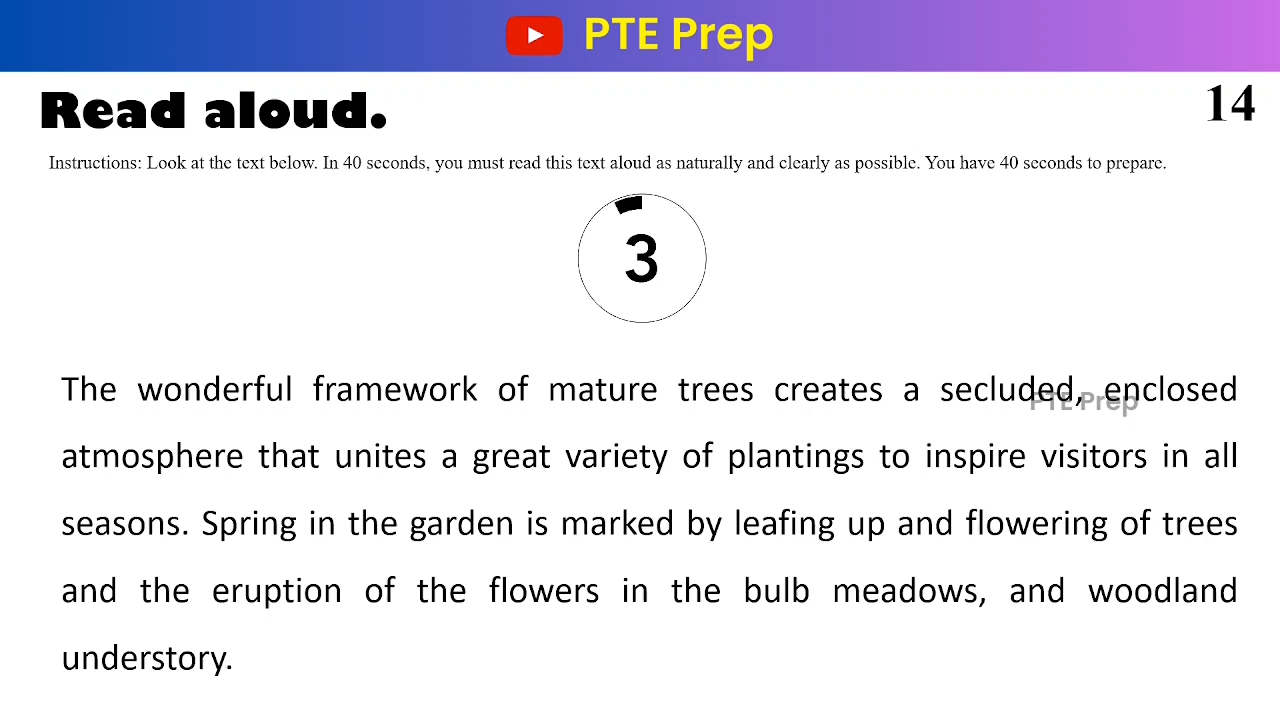 PTE Prep
Read aloud.
14
Instructions: Look at the text below. In 40 seconds, you must read this text aloud as naturally and clearly as possible. You have 40 seconds to prepare.
3
The wonderful framework of mature trees creates a secluded, enclosed
PTE Prep
atmosphere that unites a great variety of plantings to inspire visitors in all
seasons. Spring in the garden is marked by leafing up and flowering of trees
and the eruption of the flowers in the bulb meadows, and woodland
understory.